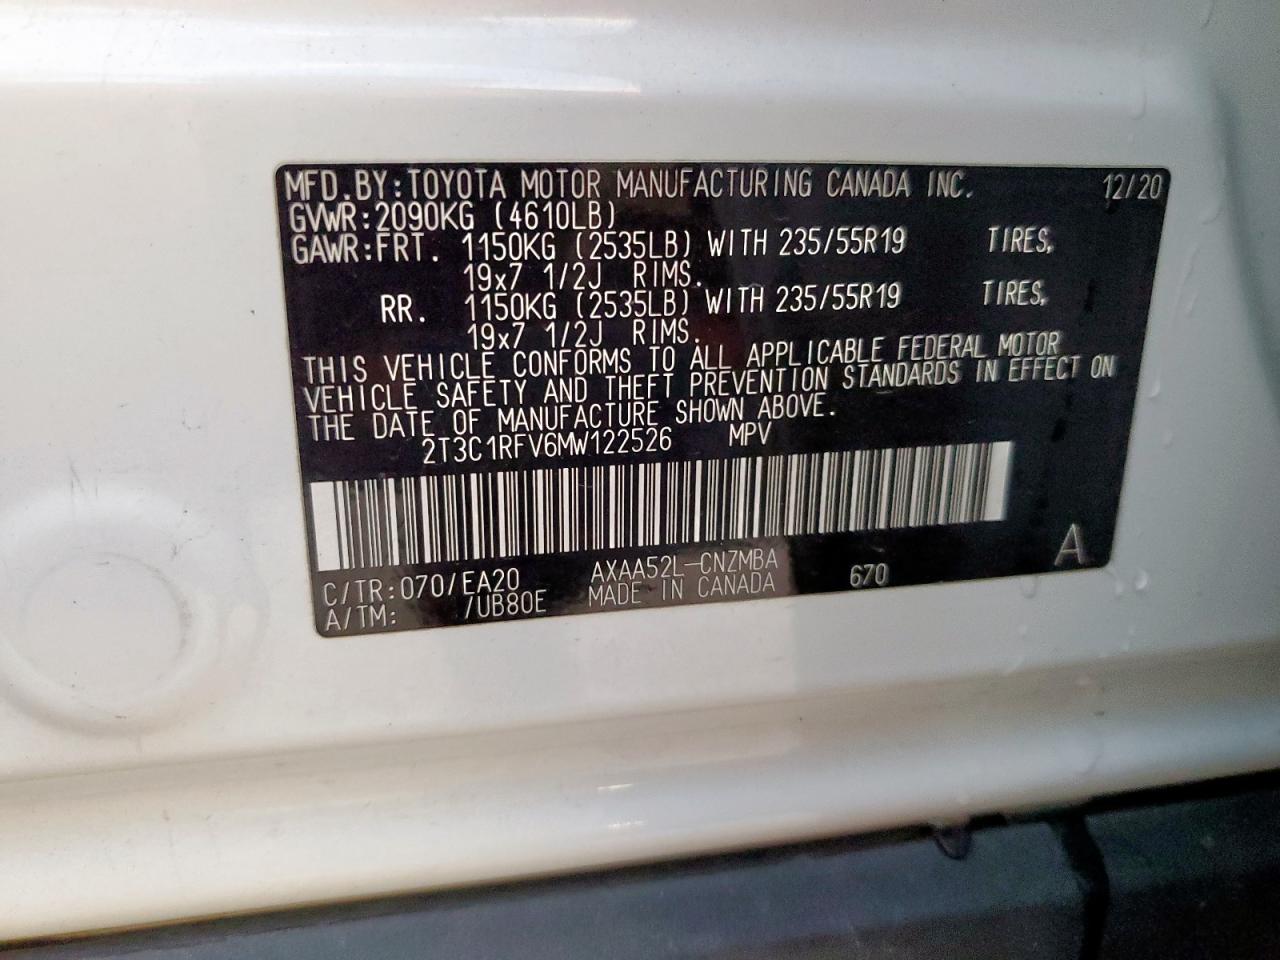 MFD.BY:TOYOTA MOTOR MANUFACTURING CANADA INC. 12/20
GVWR:2090KG (4610LB)
GAWR:FRT. 1150KG (2535LB) WITH 235/55R19 TIRES,
19x7 1/2J RIMS.
RR. 1150KG (2535LB) WITH 235/55R19 TIRES,
19x7 1/2J RIMS.
THIS VEHICLE CONFORMS TO ALL APPLICABLE FEDERAL MOTOR
VEHICLE SAFETY AND THEFT PREVENTION STANDARDS IN EFFECT ON
THE DATE OF MANUFACTURE SHOWN ABOVE.
2T3C1RFV6MW122526 MPV
C/TR:070/EA20 AXAA52L-CNZMBA 670 A
A/TM: /UB80E MADE IN CANADA